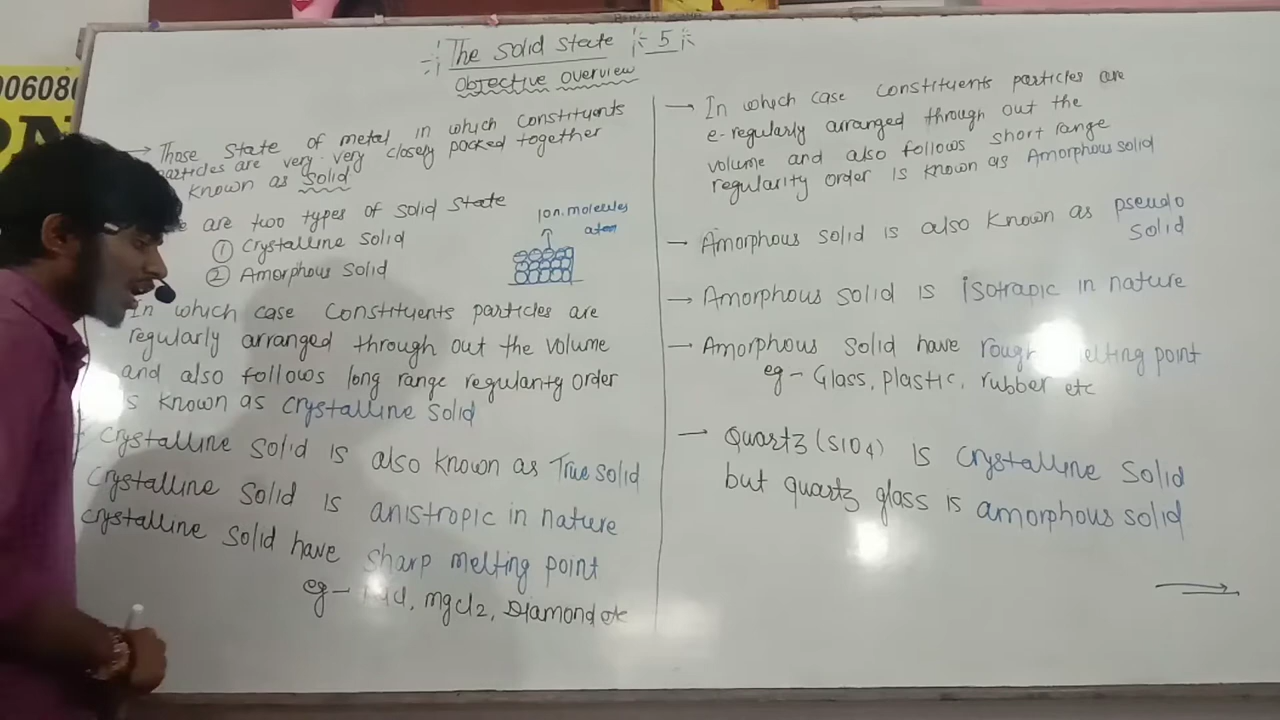 00608
The Solid State 5
Objective overview
→ Those State of metal in which constituents
particles are very very closely packed together
known as Solid
are two types of solid state
① Crystalline Solid
② Amorphous Solid
Ion, molecules
atom
In which case Constituents particles are
regularly arranged through out the volume
and also follows long range regularity order
is known as crystalline solid
Crystalline solid is also known as True solid
Crystalline solid is anistropic in nature
crystalline solid have sharp melting point
eg - mgcl2, Diamond etc
→ In which case constituents particles are
e-regularly arranged through out the
volume and also follows short range
regularity order is known as Amorphous solid
→ Amorphous solid is also known as pseudo
solid
→ Amorphous solid is isotrapic in nature
→ Amorphous solid have rough melting point
eg - Glass, plastic, rubber etc
→ Quartz (SiO4) is crystalline solid
but quartz glass is amorphous solid